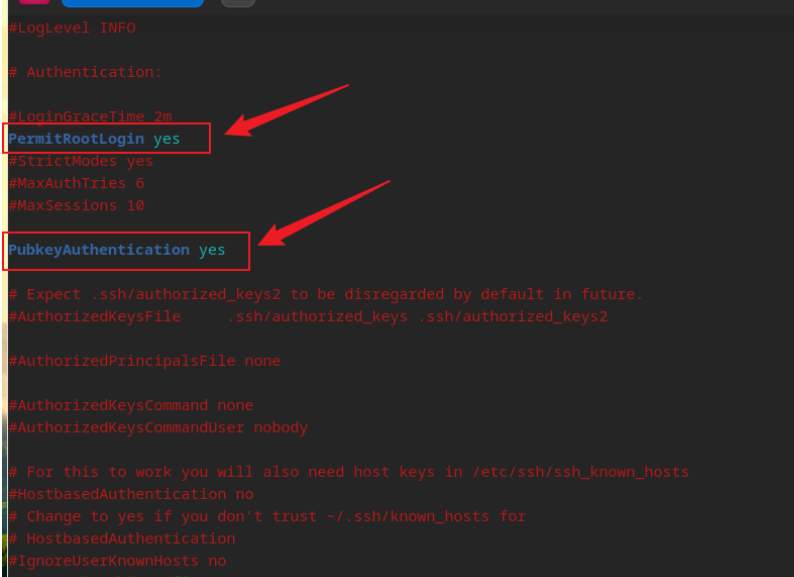 #LogLevel INFO
# Authentication:
#LoginGraceTime 2m
PermitRootLogin yes
#StrictModes yes
#MaxAuthTries 6
#MaxSessions 10
PubkeyAuthentication yes
# Expect .ssh/authorized_keys2 to be disregarded by default in future.
#AuthorizedKeysFile     .ssh/authorized_keys .ssh/authorized_keys2
#AuthorizedPrincipalsFile none
#AuthorizedKeysCommand none
#AuthorizedKeysCommandUser nobody
# For this to work you will also need host keys in /etc/ssh/ssh_known_hosts
#HostbasedAuthentication no
# Change to yes if you don't trust ~/.ssh/known_hosts for
# HostbasedAuthentication
#IgnoreUserKnownHosts no